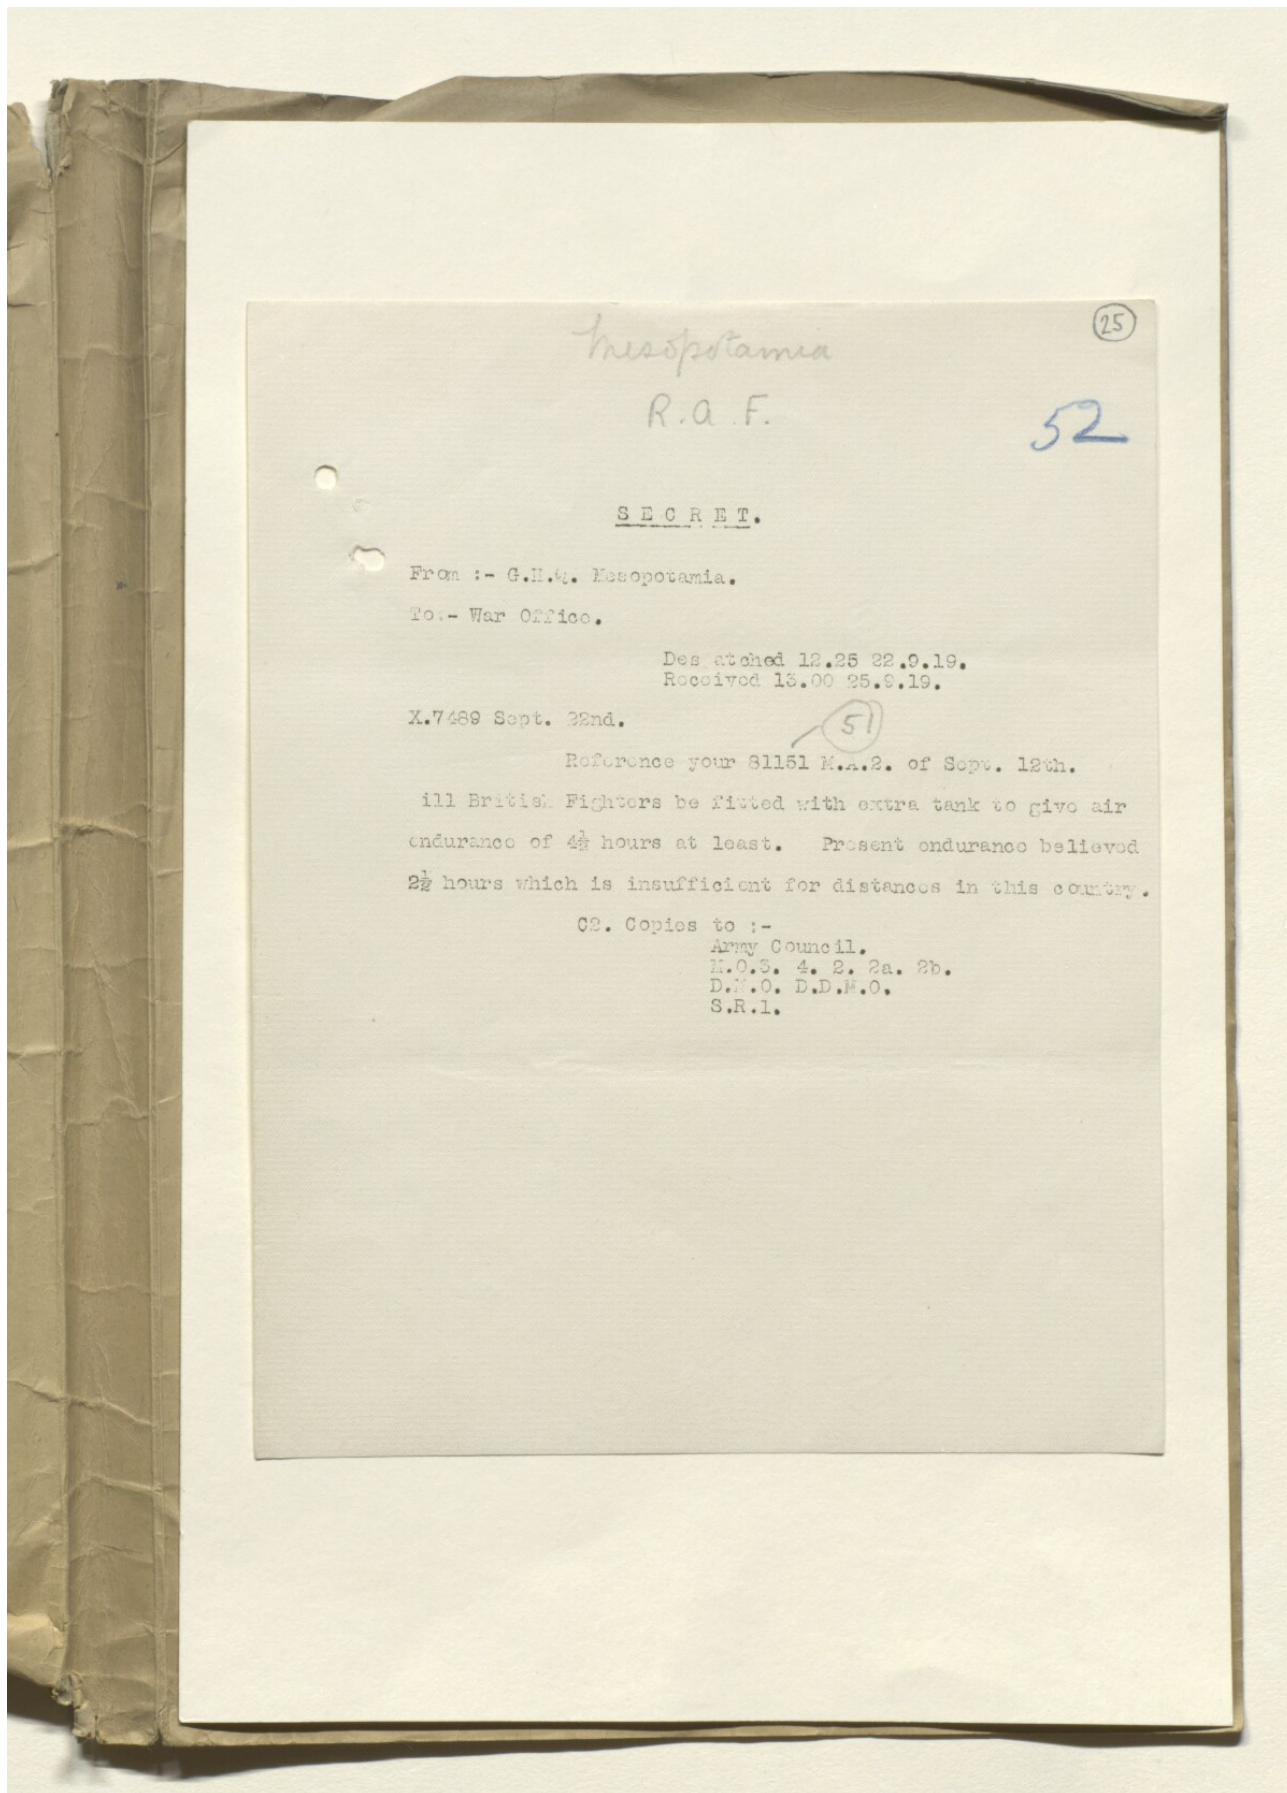 25
Mesopotamia
R.A.F.
52
SECRET.
From :- G.H.Q. Mesopotamia.
To:- War Office.
Despatched 12.25 22.9.19.
Received 13.00 25.9.19.
X.7489 Sept. 22nd.
51
Reference your 81151 M.A.2. of Sept. 12th.
ill British Fighters be fitted with extra tank to give air
endurance of 4½ hours at least. Present endurance believed
2½ hours which is insufficient for distances in this country.
C2. Copies to :-
Army Council.
M.O.3. 4. 2. 2a. 2b.
D.M.O. D.D.M.O.
S.R.1.